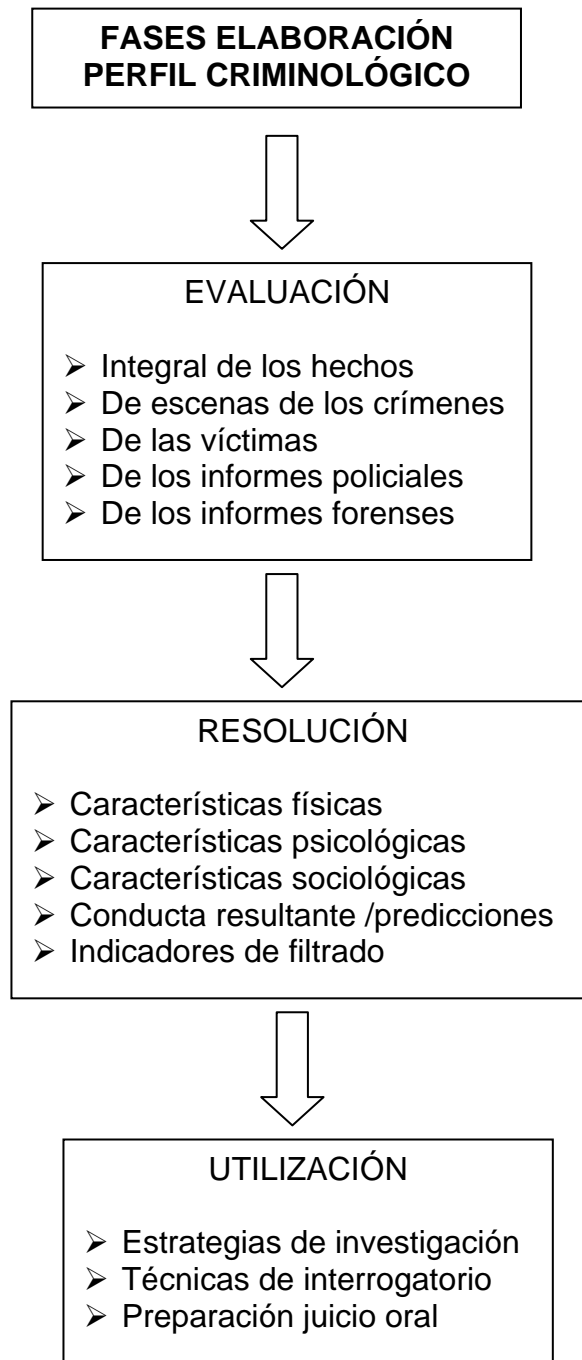 FASES ELABORACIÓN
PERFIL CRIMINOLÓGICO
EVALUACIÓN
➢ Integral de los hechos
➢ De escenas de los crímenes
➢ De las víctimas
➢ De los informes policiales
➢ De los informes forenses
RESOLUCIÓN
➢ Características físicas
➢ Características psicológicas
➢ Características sociológicas
➢ Conducta resultante /predicciones
➢ Indicadores de filtrado
UTILIZACIÓN
➢ Estrategias de investigación
➢ Técnicas de interrogatorio
➢ Preparación juicio oral